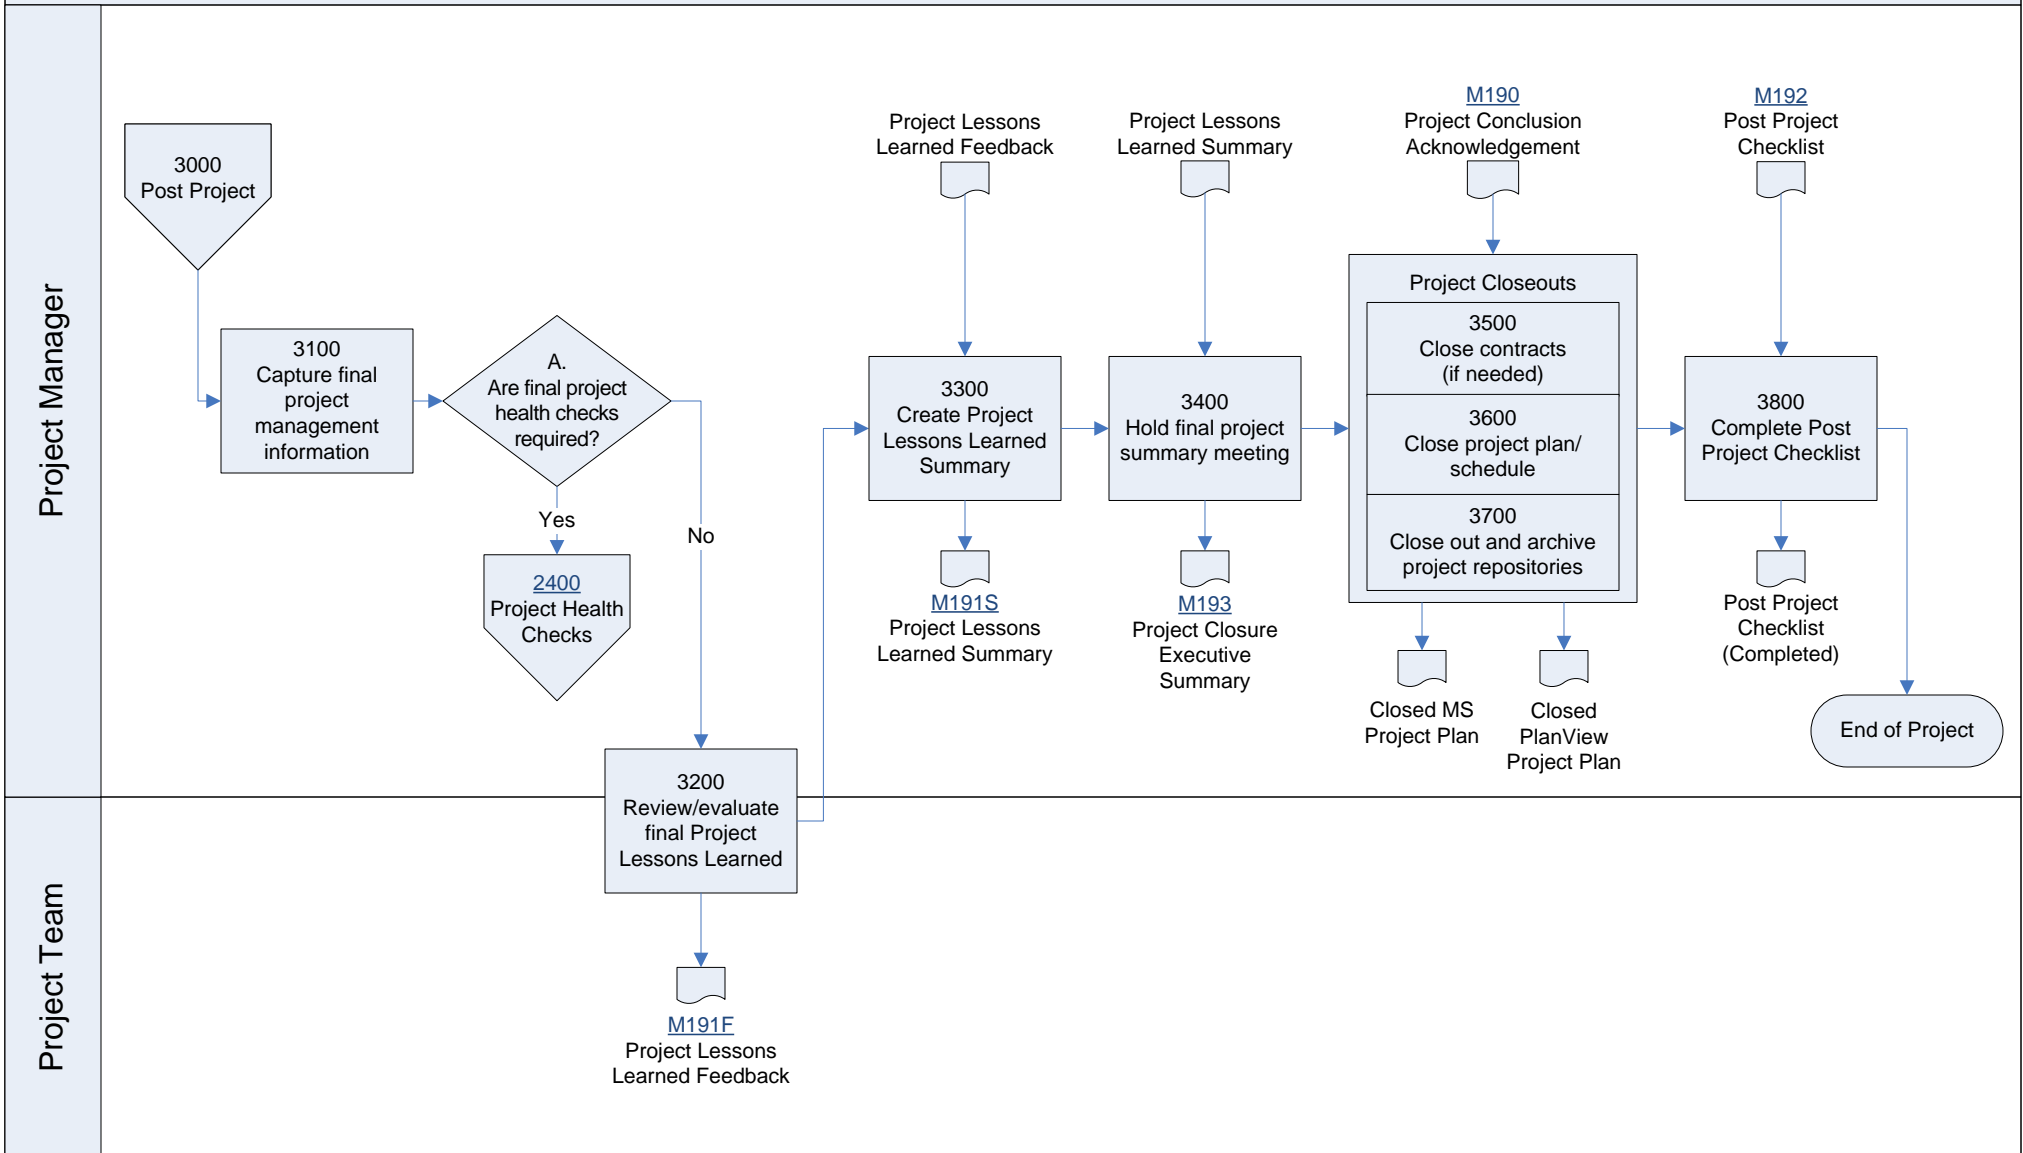 Project Manager
3000
Post Project
3100
Capture final
project
management
information
A.
Are final project
health checks
required?
Yes
No
2400
Project Health
Checks
Project Lessons
Learned Feedback
3300
Create Project
Lessons Learned
Summary
M191S
Project Lessons
Learned Summary
Project Lessons
Learned Summary
3400
Hold final project
summary meeting
M193
Project Closure
Executive
Summary
M190
Project Conclusion
Acknowledgement
Project Closeouts
3500
Close contracts
(if needed)
3600
Close project plan/
schedule
3700
Close out and archive
project repositories
Closed MS
Project Plan
Closed
PlanView
Project Plan
M192
Post Project
Checklist
3800
Complete Post
Project Checklist
Post Project
Checklist
(Completed)
End of Project
Project Team
3200
Review/evaluate
final Project
Lessons Learned
M191F
Project Lessons
Learned Feedback